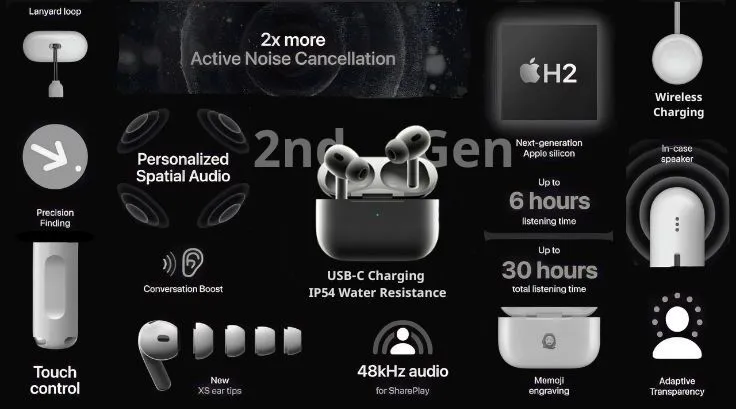 Lanyard loop
2x more
Active Noise Cancellation
H2
Wireless
Charging
Next-generation
Apple silicon
In-case
speaker
2nd Gen
Personalized
Spatial Audio
Up to
6 hours
listening time
Precision
Finding
Up to
30 hours
total listening time
USB-C Charging
IP54 Water Resistance
Conversation Boost
Touch
control
New
XS ear tips
48kHz audio
for SharePlay
Memoji
engraving
Adaptive
Transparency